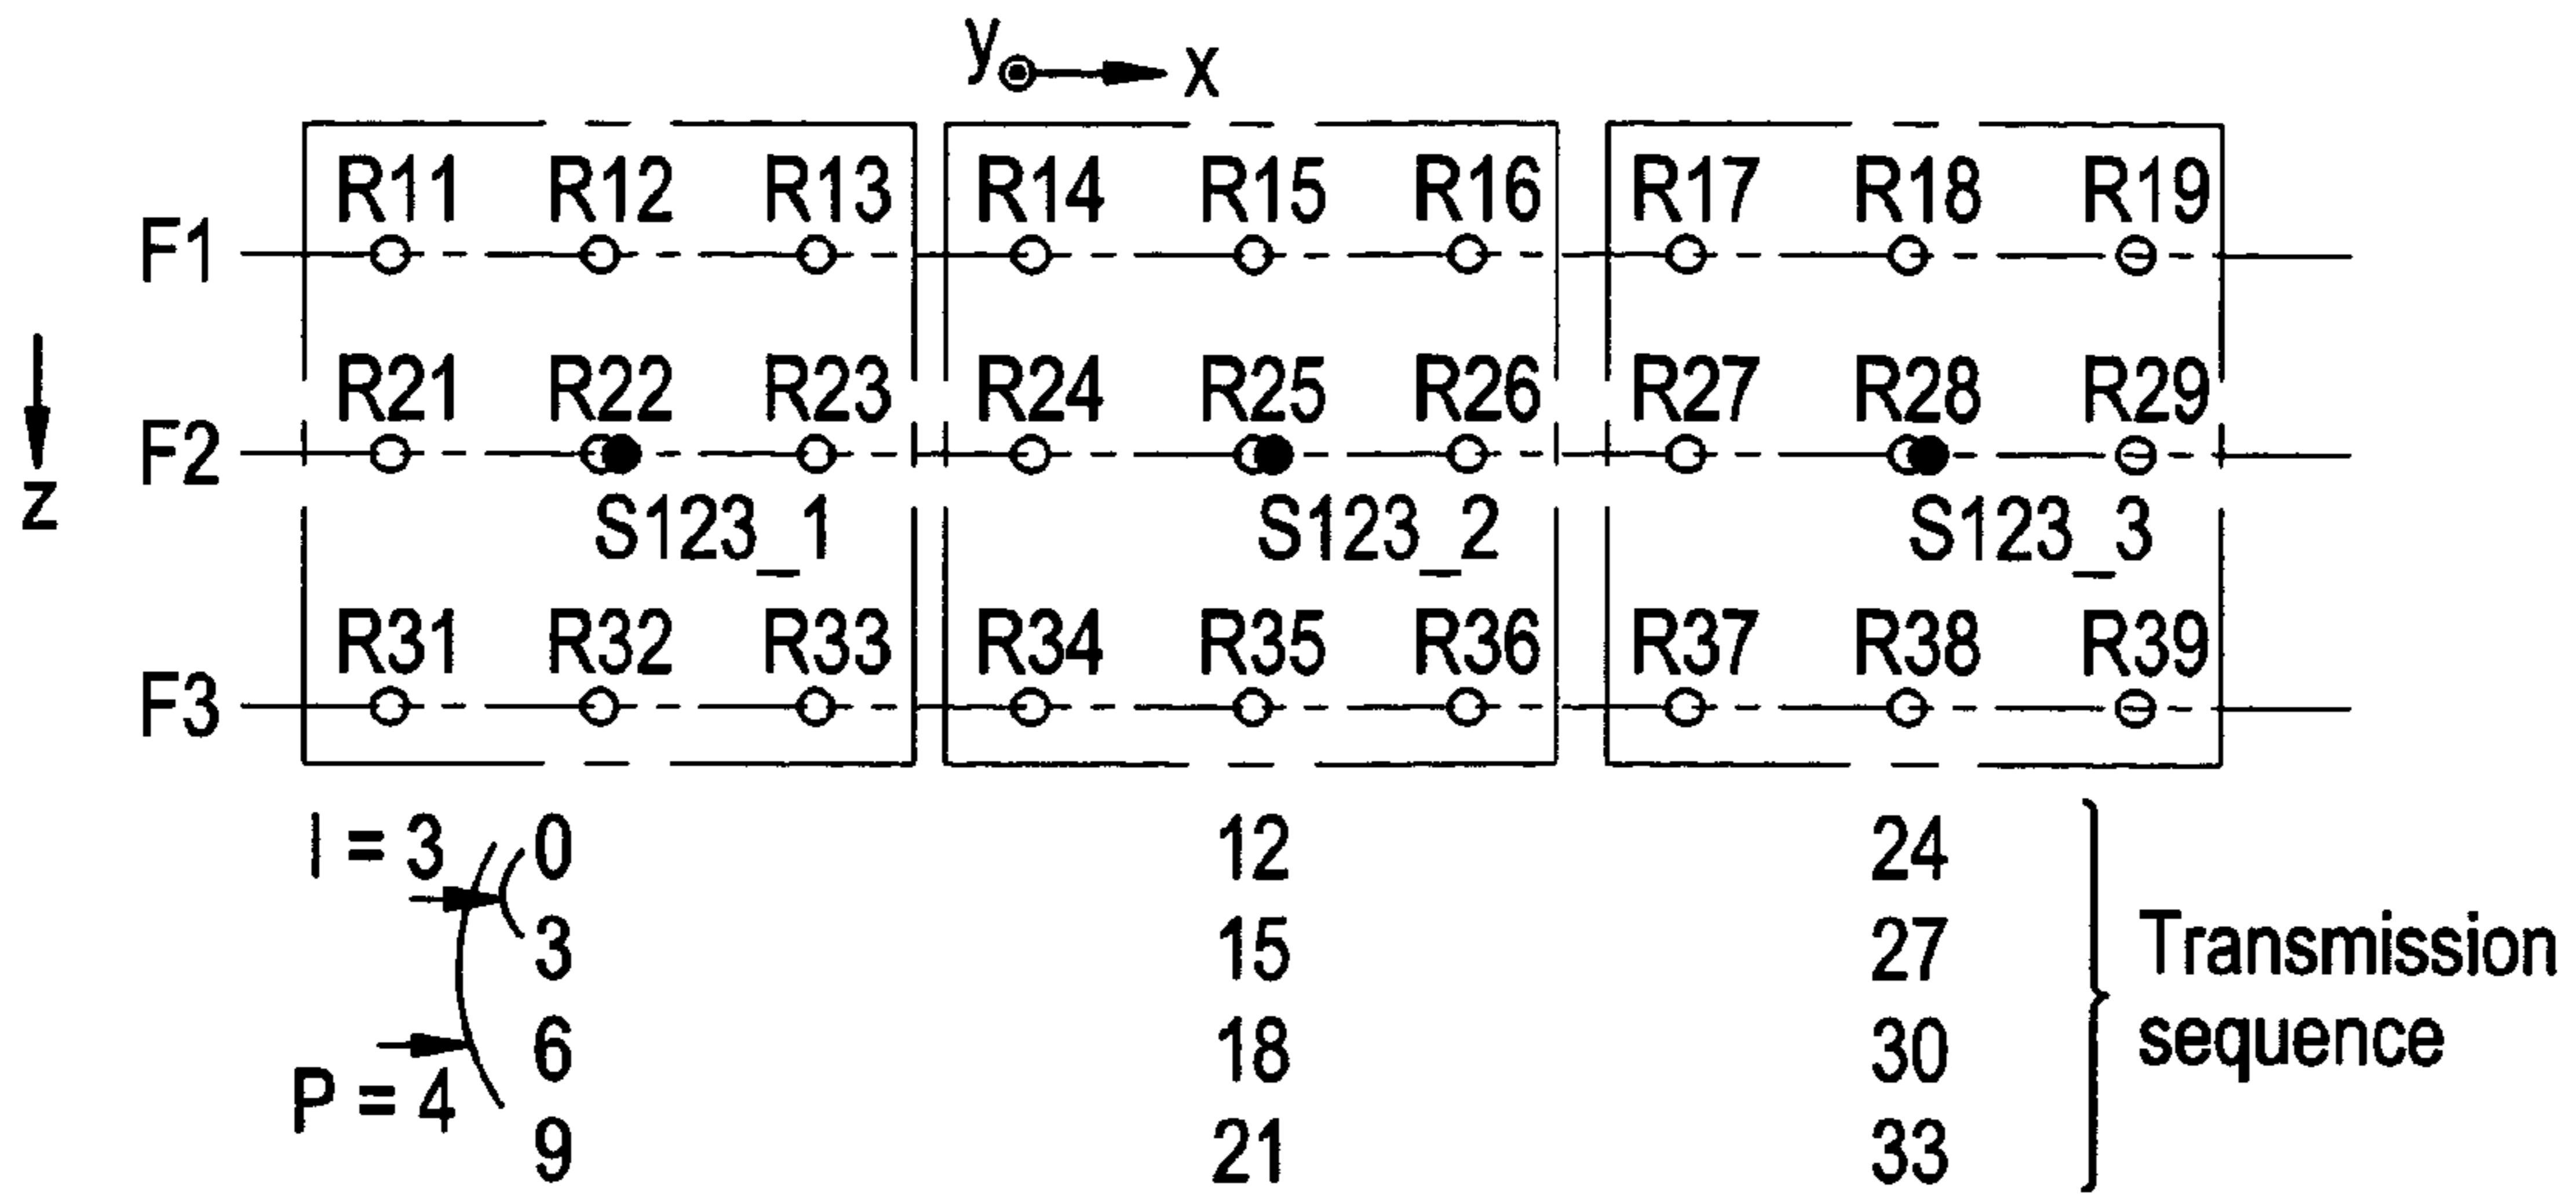 y x
R11 R12 R13 R14 R15 R16 R17 R18 R19
F1
R21 R22 R23 R24 R25 R26 R27 R28 R29
F2
z
S123_1 S123_2 S123_3
R31 R32 R33 R34 R35 R36 R37 R38 R39
F3
I = 3 0 12 24
3 15 27 Transmission
6 18 30 sequence
P = 4
9 21 33